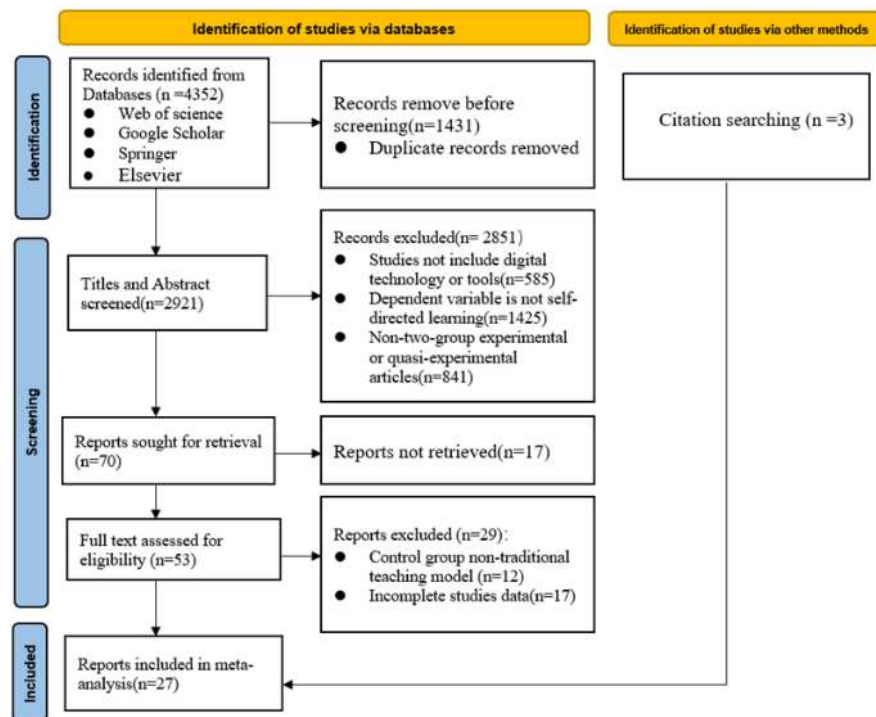 Identification of studies via databases
Identification of studies via other methods
Identification
Records identified from
Databases (n =4352)
● Web of science
● Google Scholar
● Springer
● Elsevier
Records remove before
screening(n=1431)
● Duplicate records removed
Citation searching (n =3)
Screening
Titles and Abstract
screened(n=2921)
Records excluded(n= 2851)
● Studies not include digital
technology or tools(n=585)
● Dependent variable is not self-
directed learning(n=1425)
● Non-two-group experimental
or quasi-experimental
articles(n=841)
Reports sought for retrieval
(n=70)
Reports not retrieved(n=17)
Full text assessed for
eligibility (n=53)
Reports excluded (n=29):
● Control group non-traditional
teaching model (n=12)
● Incomplete studies data(n=17)
Included
Reports included in meta-
analysis(n=27)